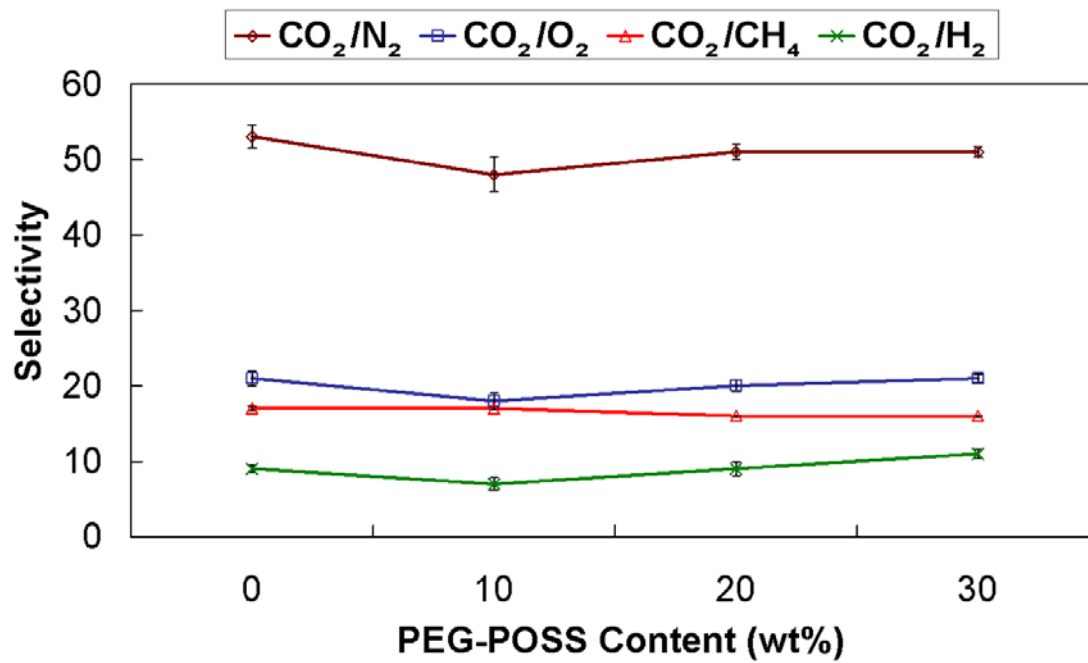 CO₂/N₂ CO₂/O₂ CO₂/CH₄ CO₂/H₂
60
50
40
30
20
10
0
Selectivity
0 10 20 30
PEG-POSS Content (wt%)